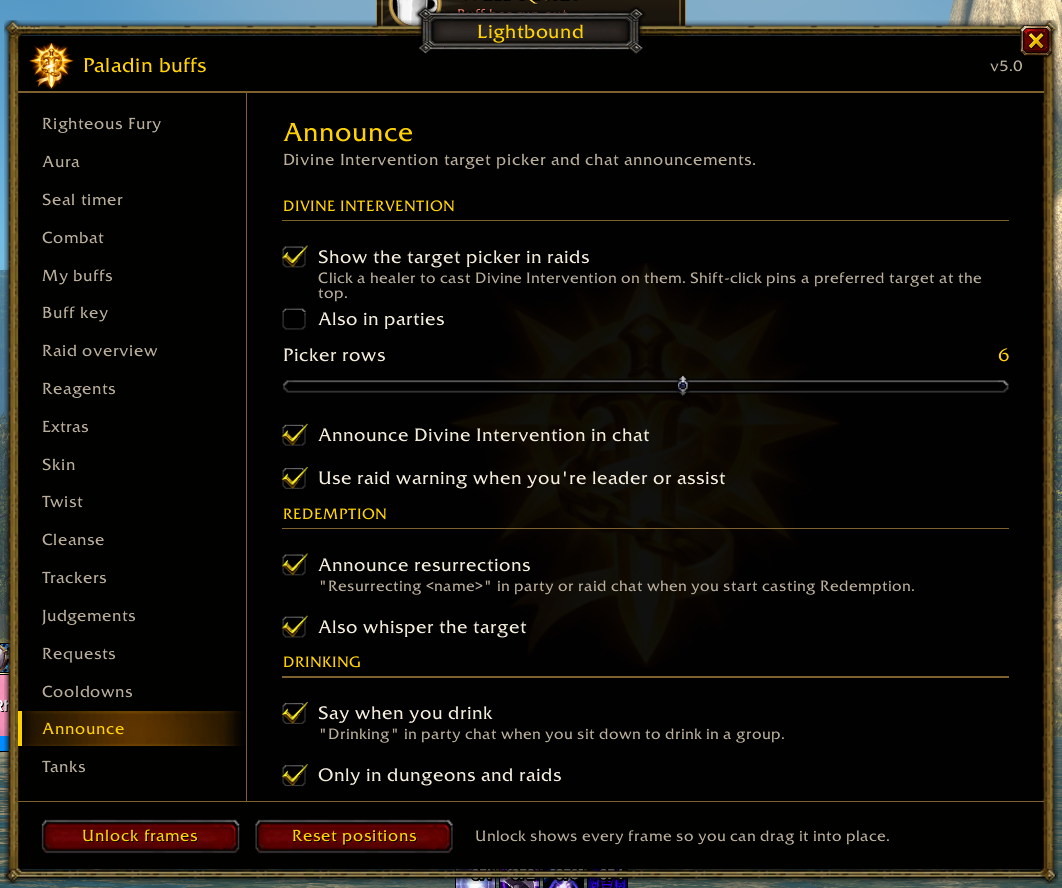 Lightbound
Paladin buffs
v5.0
Righteous Fury
Aura
Seal timer
Combat
My buffs
Buff key
Raid overview
Reagents
Extras
Skin
Twist
Cleanse
Trackers
Judgements
Requests
Cooldowns
Announce
Tanks
Announce
Divine Intervention target picker and chat announcements.
DIVINE INTERVENTION
Show the target picker in raids
Click a healer to cast Divine Intervention on them. Shift-click pins a preferred target at the
top.
Also in parties
Picker rows 6
Announce Divine Intervention in chat
Use raid warning when you're leader or assist
REDEMPTION
Announce resurrections
"Resurrecting <name>" in party or raid chat when you start casting Redemption.
Also whisper the target
DRINKING
Say when you drink
"Drinking" in party chat when you sit down to drink in a group.
Only in dungeons and raids
Unlock frames
Reset positions
Unlock shows every frame so you can drag it into place.